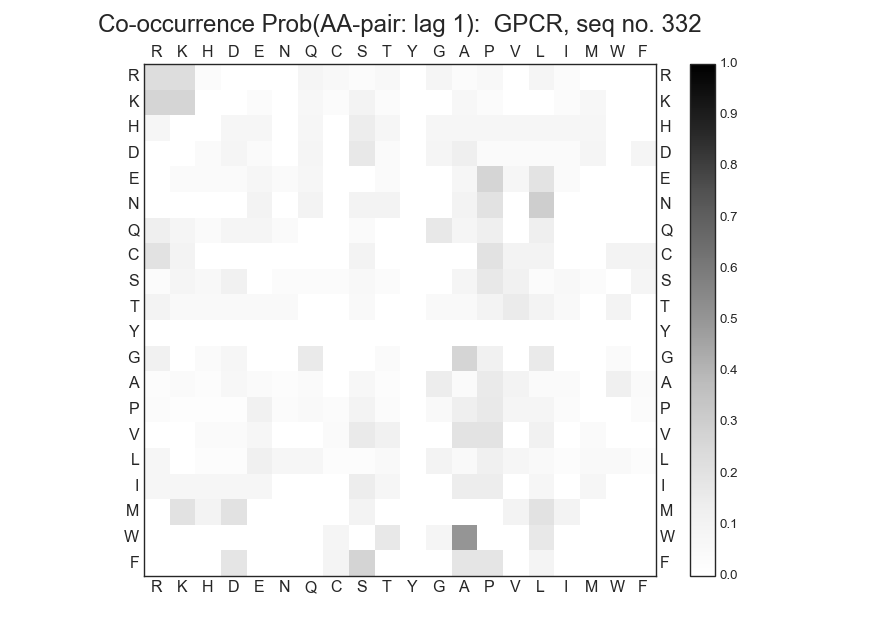 Co-occurrence Prob(AA-pair: lag 1):  GPCR, seq no. 332
R K H D E N Q C S T Y G A P V L I M W F
R R
K K
H H
D D
E E
N N
Q Q
C C
S S
T T
Y Y
G G
A A
P P
V V
L L
I I
M M
W W
F F
R K H D E N Q C S T Y G A P V L I M W F
1.0
0.9
0.8
0.7
0.6
0.5
0.4
0.3
0.2
0.1
0.0